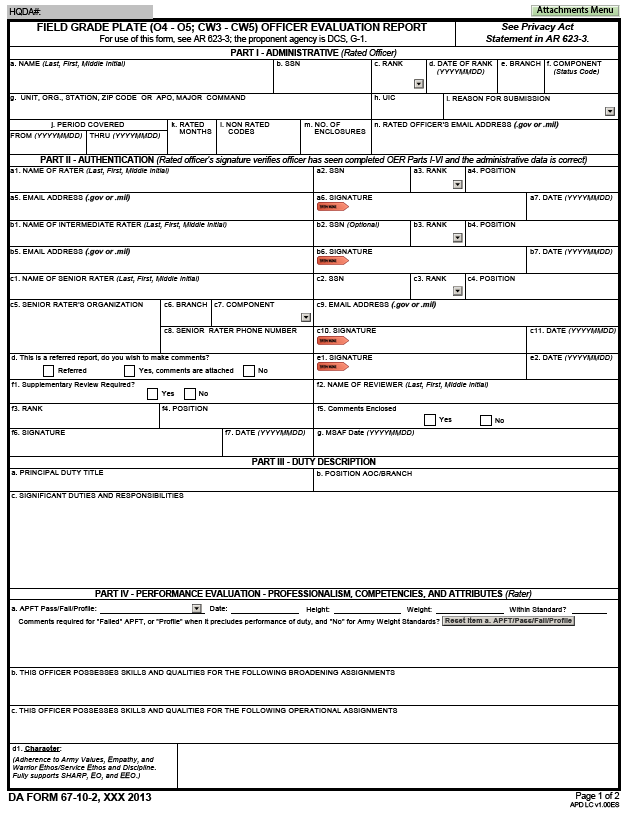 HQDA#:
Attachments Menu
FIELD GRADE PLATE (O4 - O5; CW3 - CW5) OFFICER EVALUATION REPORT
For use of this form, see AR 623-3; the proponent agency is DCS, G-1.
See Privacy Act
Statement in AR 623-3.
PART I - ADMINISTRATIVE (Rated Officer)
a. NAME (Last, First, Middle Initial)
b. SSN
c. RANK
d. DATE OF RANK
(YYYYMMDD)
e. BRANCH
f. COMPONENT
(Status Code)
g. UNIT, ORG., STATION, ZIP CODE OR APO, MAJOR COMMAND
h. UIC
i. REASON FOR SUBMISSION
j. PERIOD COVERED
FROM (YYYYMMDD)
THRU (YYYYMMDD)
k. RATED
MONTHS
l. NON RATED
CODES
m. NO. OF
ENCLOSURES
n. RATED OFFICER'S EMAIL ADDRESS (.gov or .mil)
PART II - AUTHENTICATION (Rated officer's signature verifies officer has seen completed OER Parts I-VI and the administrative data is correct)
a1. NAME OF RATER (Last, First, Middle Initial)
a2. SSN
a3. RANK
a4. POSITION
a5. EMAIL ADDRESS (.gov or .mil)
a6. SIGNATURE
a7. DATE (YYYYMMDD)
b1. NAME OF INTERMEDIATE RATER (Last, First, Middle Initial)
b2. SSN (Optional)
b3. RANK
b4. POSITION
b5. EMAIL ADDRESS (.gov or .mil)
b6. SIGNATURE
b7. DATE (YYYYMMDD)
c1. NAME OF SENIOR RATER (Last, First, Middle Initial)
c2. SSN
c3. RANK
c4. POSITION
c5. SENIOR RATER'S ORGANIZATION
c6. BRANCH
c7. COMPONENT
c9. EMAIL ADDRESS (.gov or .mil)
c8. SENIOR RATER PHONE NUMBER
c10. SIGNATURE
c11. DATE (YYYYMMDD)
d. This is a referred report, do you wish to make comments?
Referred
Yes, comments are attached
No
e1. SIGNATURE
e2. DATE (YYYYMMDD)
f1. Supplementary Review Required?
Yes
No
f2. NAME OF REVIEWER (Last, First, Middle Initial)
f3. RANK
f4. POSITION
f5. Comments Enclosed
Yes
No
f6. SIGNATURE
f7. DATE (YYYYMMDD)
g. MSAF Date (YYYYMMDD)
PART III - DUTY DESCRIPTION
a. PRINCIPAL DUTY TITLE
b. POSITION AOC/BRANCH
c. SIGNIFICANT DUTIES AND RESPONSIBILITIES
PART IV - PERFORMANCE EVALUATION - PROFESSIONALISM, COMPETENCIES, AND ATTRIBUTES (Rater)
a. APFT Pass/Fail/Profile:
Date:
Height:
Weight:
Within Standard?
Comments required for "Failed" APFT, or "Profile" when it precludes performance of duty, and "No" for Army Weight Standards?
Reset Item a. APFT/Pass/Fail/Profile
b. THIS OFFICER POSSESSES SKILLS AND QUALITIES FOR THE FOLLOWING BROADENING ASSIGNMENTS
c. THIS OFFICER POSSESSES SKILLS AND QUALITIES FOR THE FOLLOWING OPERATIONAL ASSIGNMENTS
d1. Character:
(Adherence to Army Values, Empathy, and
Warrior Ethos/Service Ethos and Discipline.
Fully supports SHARP, EO, and EEO.)
DA FORM 67-10-2, XXX 2013
Page 1 of 2
APD LC v1.00ES